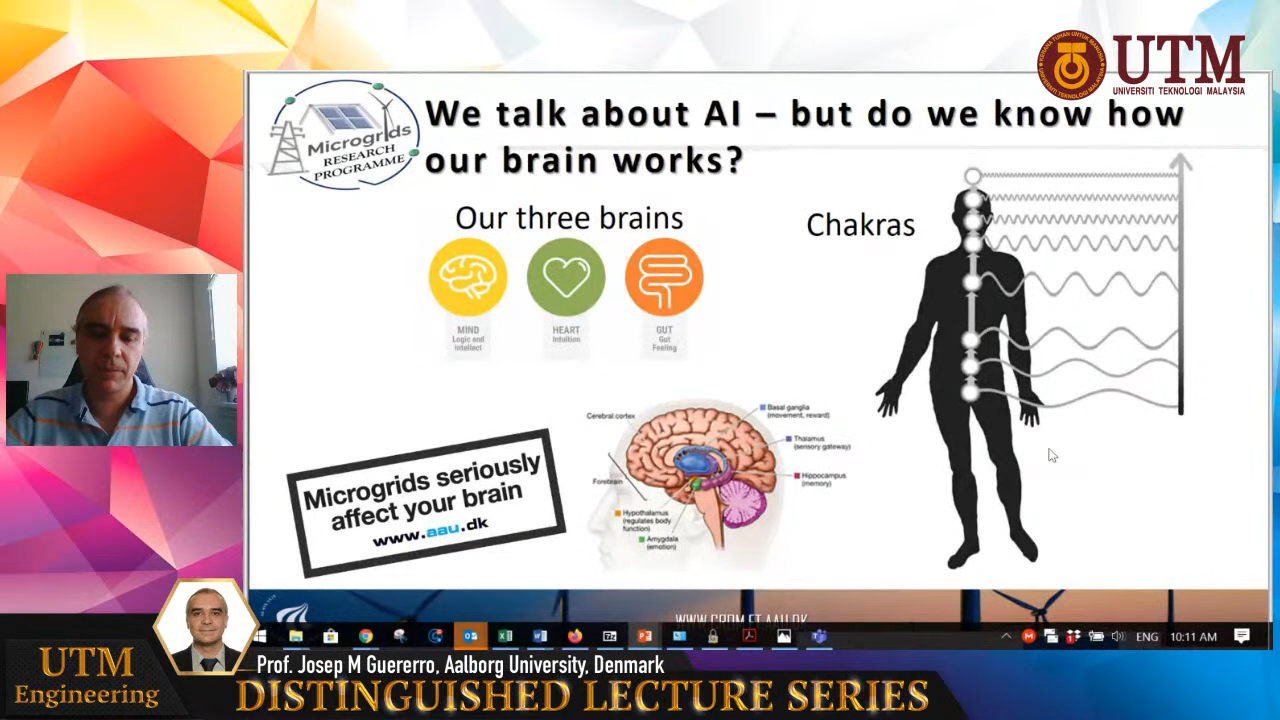 UTM
UNIVERSITI TEKNOLOGI MALAYSIA
Microgrids
RESEARCH
PROGRAMME
We talk about AI – but do we know how
our brain works?
Our three brains
Chakras
MIND
Logic and
Intellect
HEART
Intuition
GUT
Gut
Feeling
Cerebral cortex
Forebrain
Basal ganglia
(movement, reward)
Thalamus
(sensory gateway)
Hippocampus
(memory)
Hypothalamus
(regulates body
function)
Amygdala
(emotion)
Microgrids seriously
affect your brain
www.aau.dk
ENG
10:11 AM
Prof. Josep M Guererro, Aalborg University, Denmark
UTM
Engineering
DISTINGUISHED LECTURE SERIES